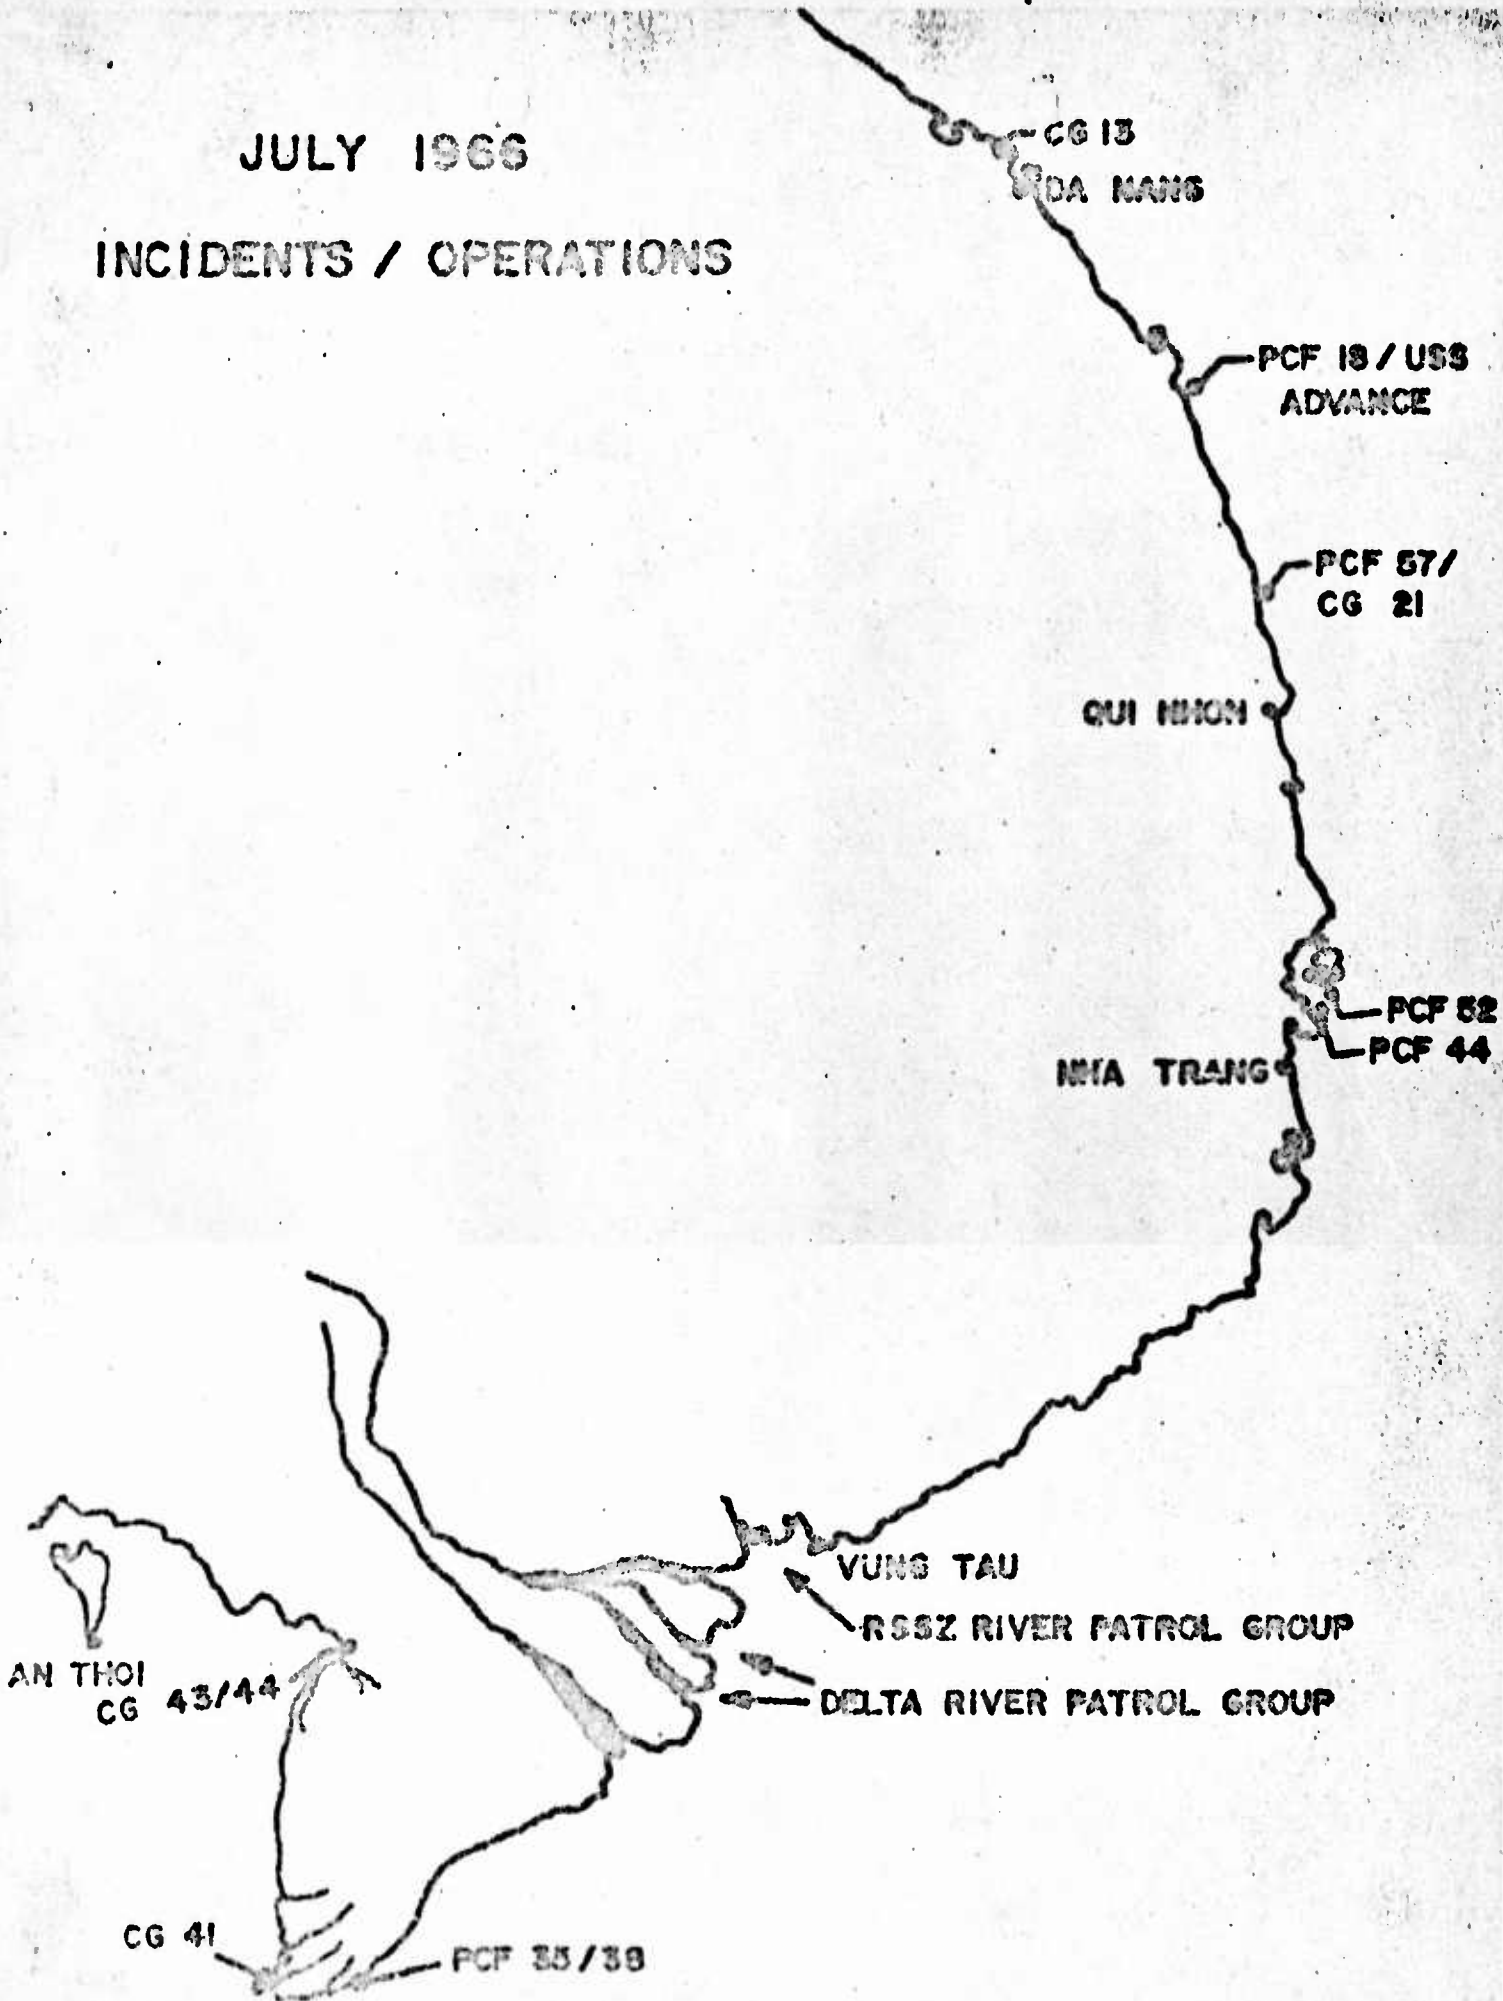 JULY 1966
INCIDENTS / OPERATIONS
CG 13
DA NANG
PCF 18 / USS
ADVANCE
PCF 57/
CG 21
QUI NHON
PCF 52
PCF 44
NHA TRANG
VUNG TAU
RSSZ RIVER PATROL GROUP
AN THOI
CG 43/44
DELTA RIVER PATROL GROUP
CG 41
PCF